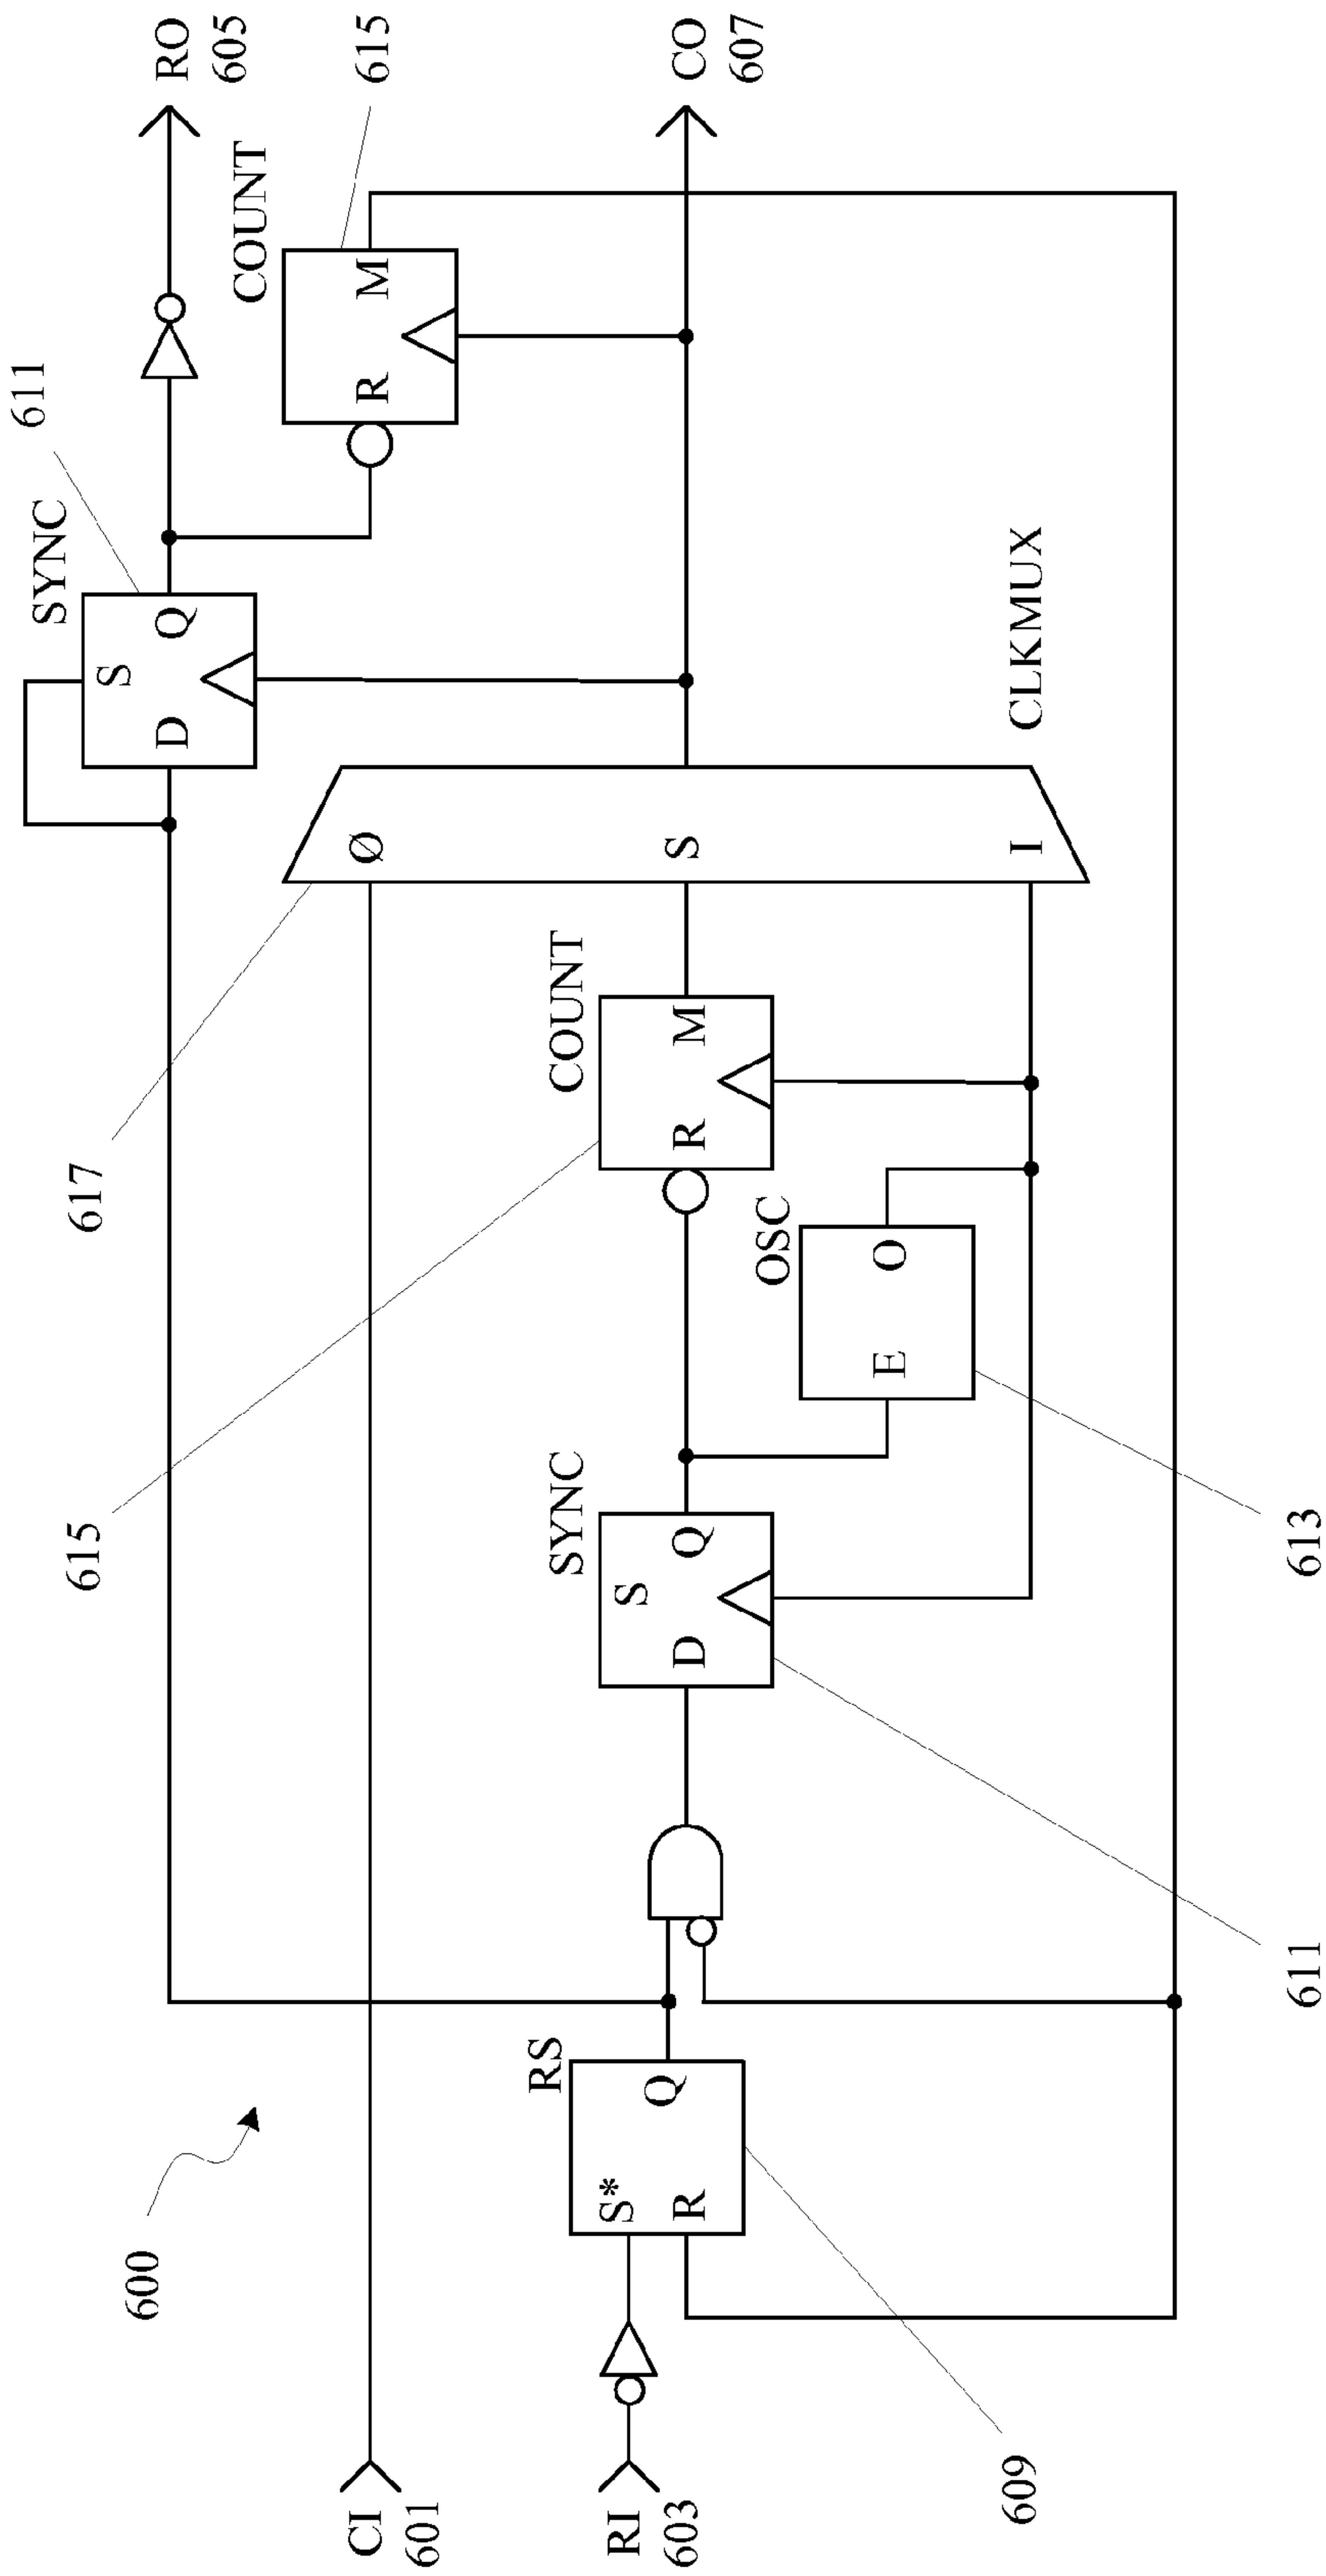 RO
605
615
CO
607
COUNT
M
R
611
SYNC
S
Q
D
CLKMUX
Ø
S
I
617
COUNT
M
R
615
OSC
O
E
SYNC
S
Q
D
613
611
RS
Q
S*
R
600
609
CI
601
RI
603